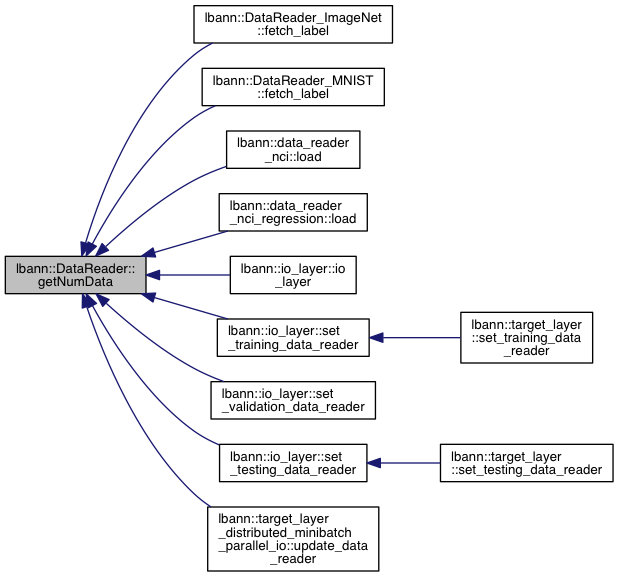 lbann::DataReader_ImageNet
::fetch_label
lbann::DataReader_MNIST
::fetch_label
lbann::data_reader
_nci::load
lbann::data_reader
_nci_regression::load
lbann::DataReader::
getNumData
lbann::io_layer::io
_layer
lbann::io_layer::set
_training_data_reader
lbann::target_layer
::set_training_data
_reader
lbann::io_layer::set
_validation_data_reader
lbann::io_layer::set
_testing_data_reader
lbann::target_layer
::set_testing_data_reader
lbann::target_layer
_distributed_minibatch
_parallel_io::update_data
_reader